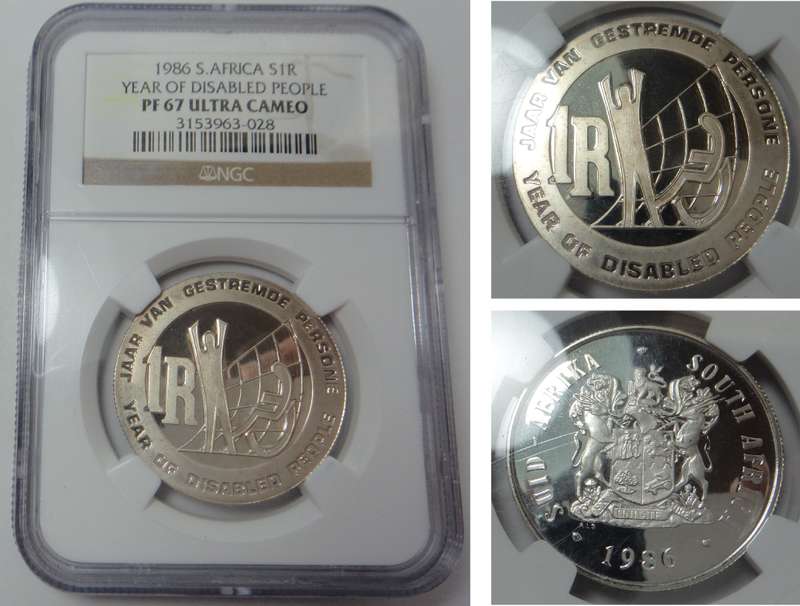 1986 S.AFRICA S1R
YEAR OF DISABLED PEOPLE
PF 67 ULTRA CAMEO
3153963-028
NGC
JAAR VAN GESTREMDE PERSONE
1R
YEAR OF DISABLED PEOPLE
JAAR VAN GESTREMDE PERSONE
1R
YEAR OF DISABLED PEOPLE
SUID-AFRIKA SOUTH AFRICA
1986